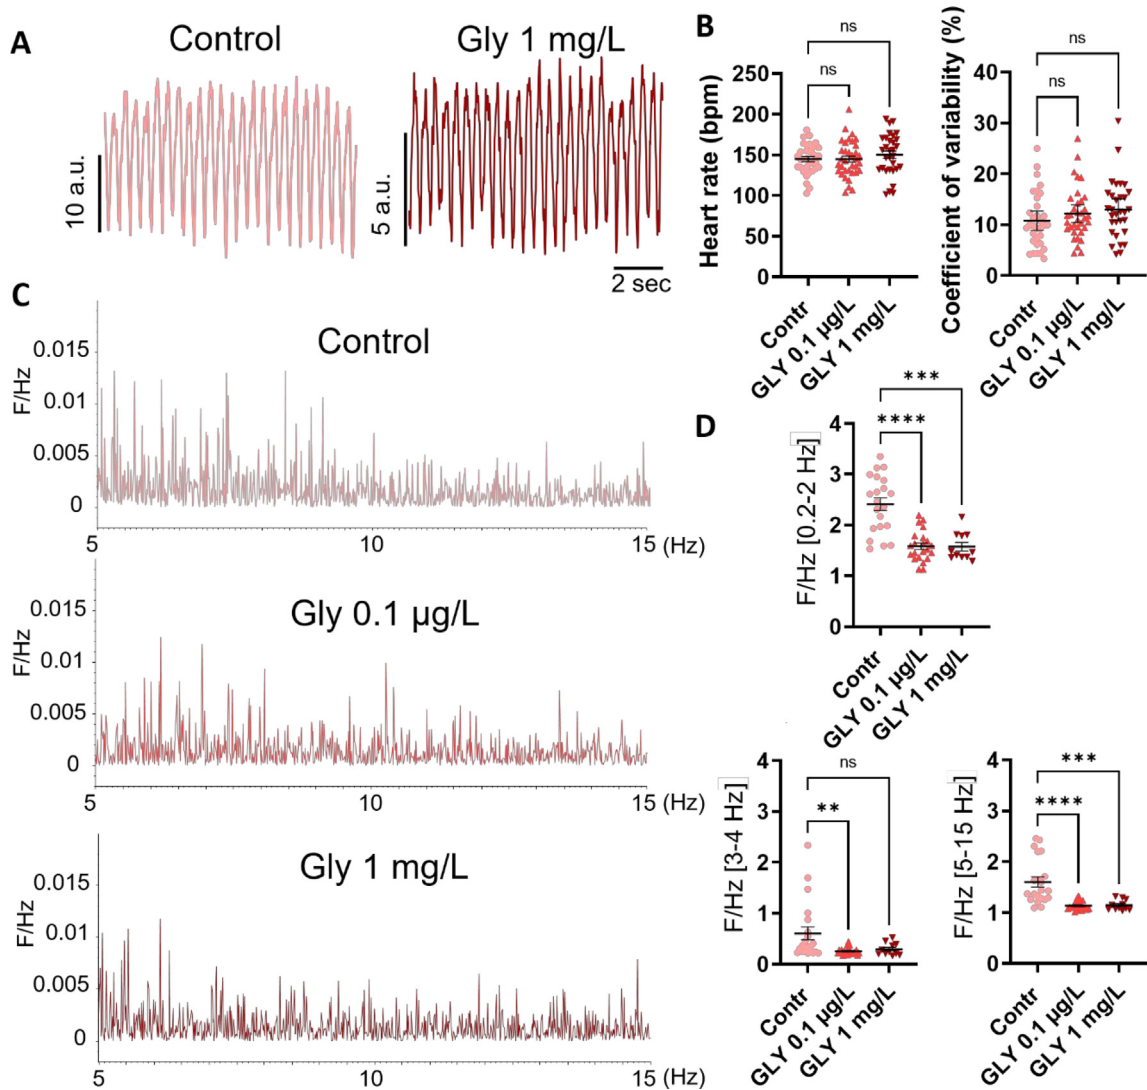 A
Control
Gly 1 mg/L
10 a.u.
5 a.u.
2 sec
B
Heart rate (bpm)
250
200
150
100
50
0
ns
ns
Contr
GLY 0.1 µg/L
GLY 1 mg/L
Coefficient of variability (%)
40
30
20
10
0
ns
ns
Contr
GLY 0.1 µg/L
GLY 1 mg/L
C
Control
F/Hz
0.015
0.01
0.005
0
5
10
15 (Hz)
Gly 0.1 µg/L
F/Hz
0.015
0.01
0.005
0
5
10
15 (Hz)
Gly 1 mg/L
F/Hz
0.015
0.01
0.005
0
5
10
15 (Hz)
D
F/Hz [0.2-2 Hz]
4
3
2
1
0
***
****
Contr
GLY 0.1 µg/L
GLY 1 mg/L
F/Hz [3-4 Hz]
4
3
2
1
0
ns
**
Contr
GLY 0.1 µg/L
GLY 1 mg/L
F/Hz [5-15 Hz]
4
3
2
1
0
***
****
Contr
GLY 0.1 µg/L
GLY 1 mg/L